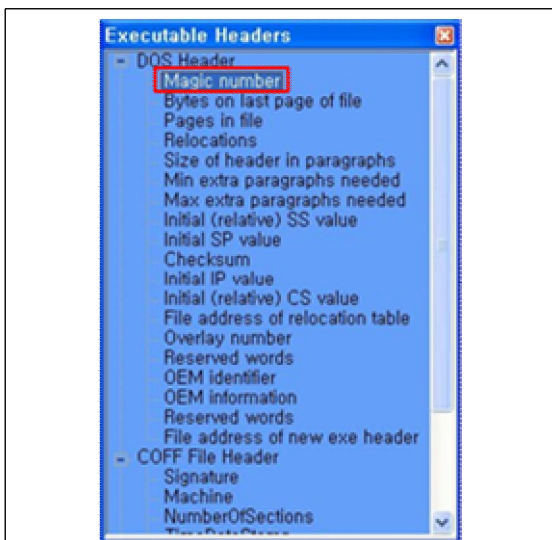 Executable Headers
DOS Header
Magic number
Bytes on last page of file
Pages in file
Relocations
Size of header in paragraphs
Min extra paragraphs needed
Max extra paragraphs needed
Initial (relative) SS value
Initial SP value
Checksum
Initial IP value
Initial (relative) CS value
File address of relocation table
Overlay number
Reserved words
OEM identifier
OEM information
Reserved words
File address of new exe header
COFF File Header
Signature
Machine
NumberOfSections